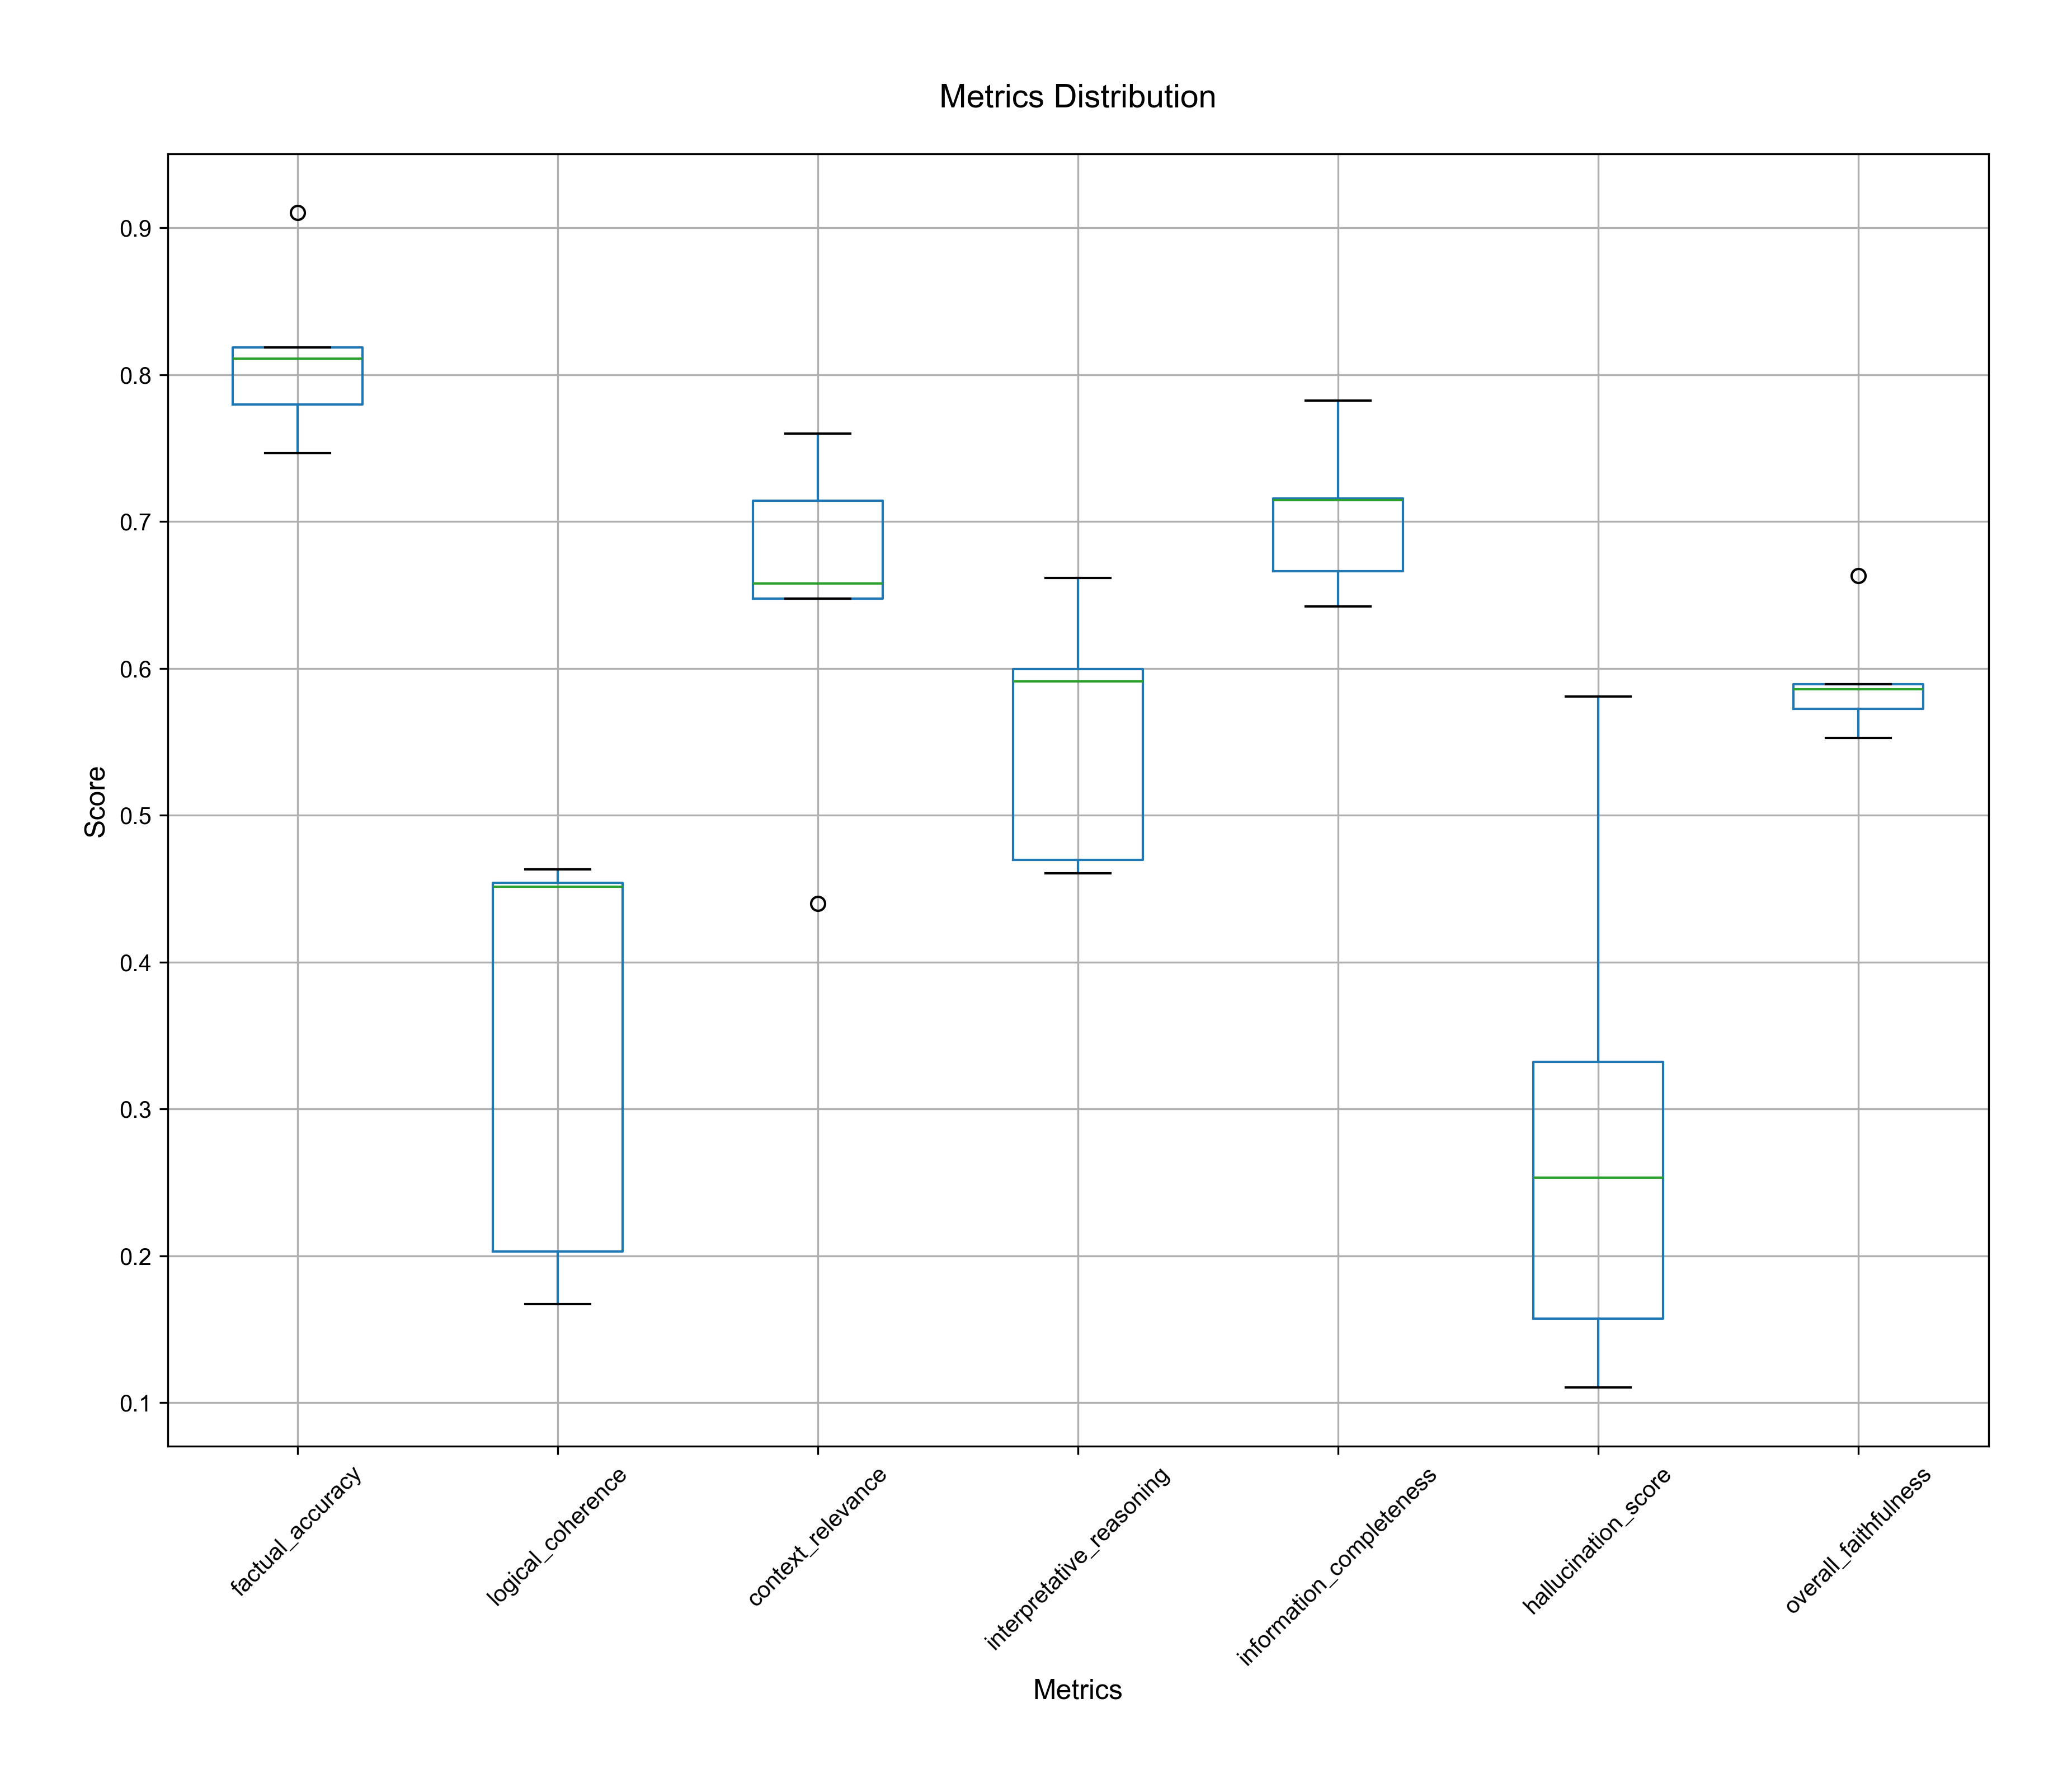 Metrics Distribution
Score
0.9
0.8
0.7
0.6
0.5
0.4
0.3
0.2
0.1
factual_accuracy
logical_coherence
context_relevance
interpretative_reasoning
information_completeness
hallucination_score
overall_faithfulness
Metrics